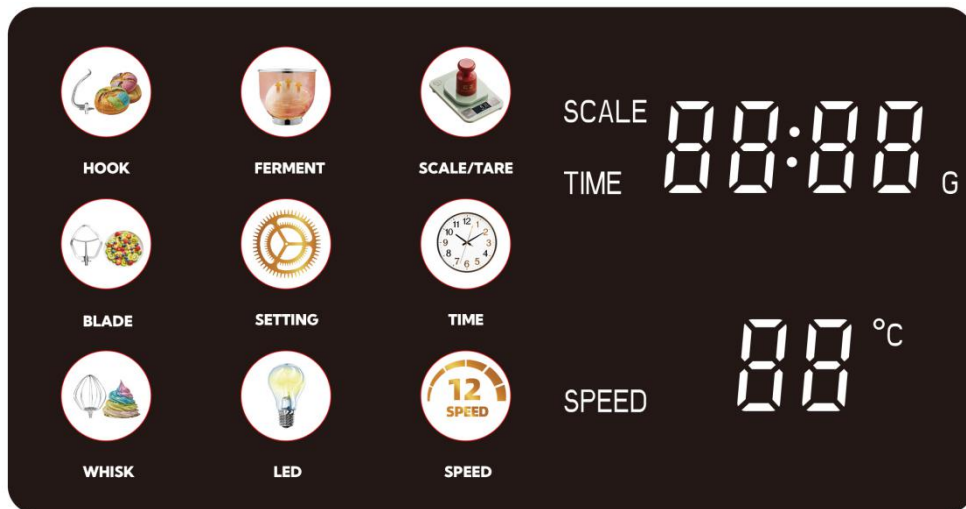 HOOK
FERMENT
SCALE/TARE
BLADE
SETTING
TIME
WHISK
LED
12
SPEED
SPEED
SCALE
88:88
TIME
G
88
°C
SPEED